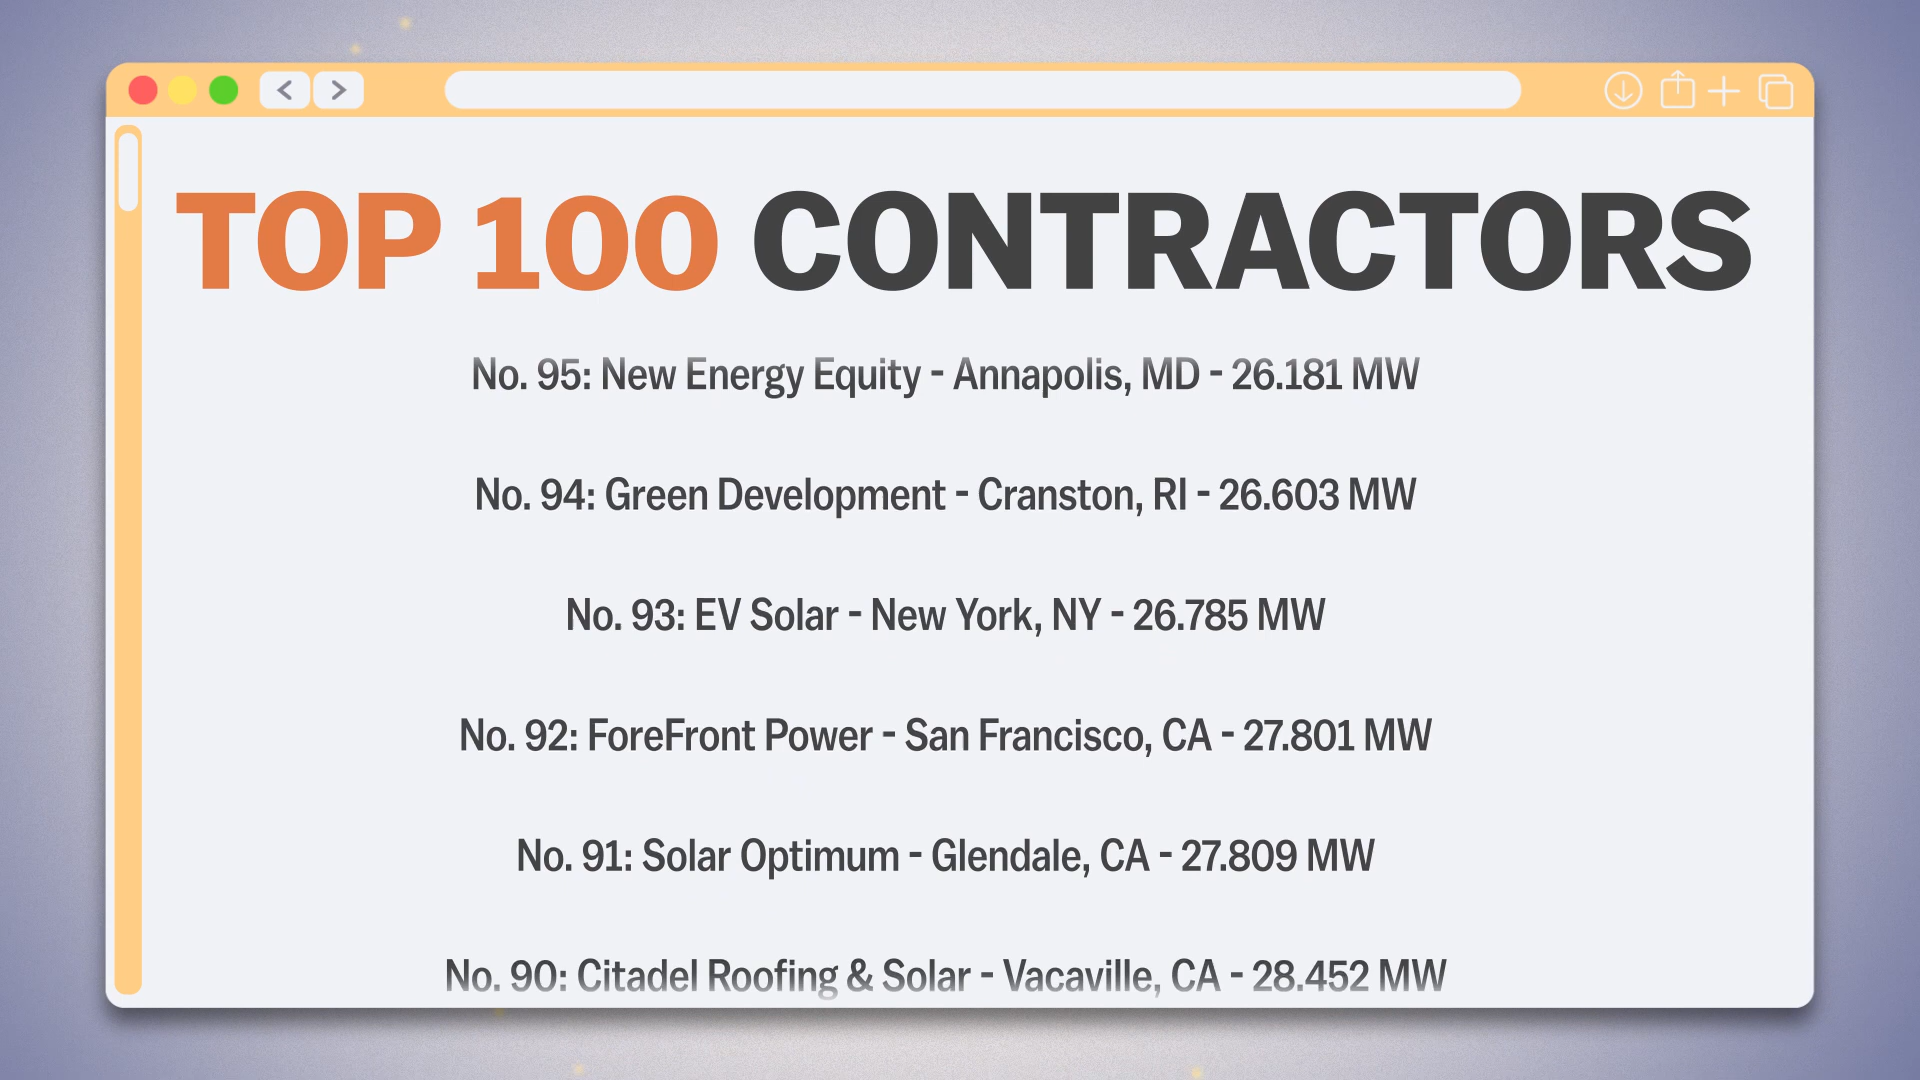 TOP 100 CONTRACTORS
No. 95: New Energy Equity - Annapolis, MD - 26.181 MW
No. 94: Green Development - Cranston, RI - 26.603 MW
No. 93: EV Solar - New York, NY - 26.785 MW
No. 92: ForeFront Power - San Francisco, CA - 27.801 MW
No. 91: Solar Optimum - Glendale, CA - 27.809 MW
No. 90: Citadel Roofing & Solar - Vacaville, CA - 28.452 MW